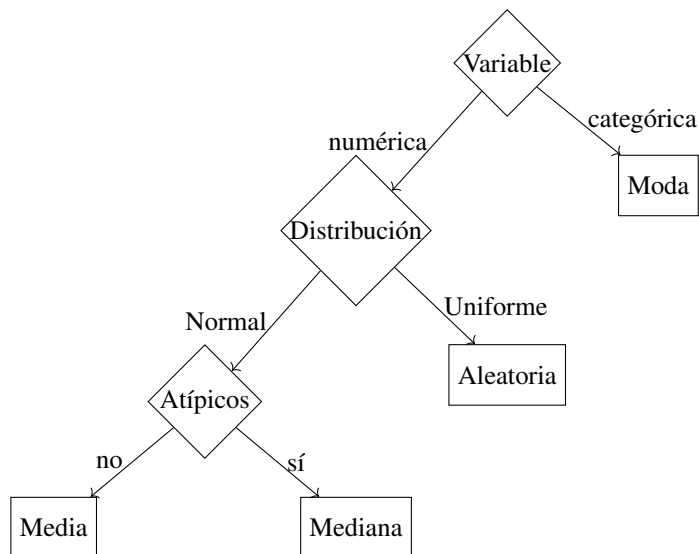 Variable
categórica
numérica
Moda
Distribución
Uniforme
Normal
Aleatoria
Atípicos
no
sí
Media
Mediana